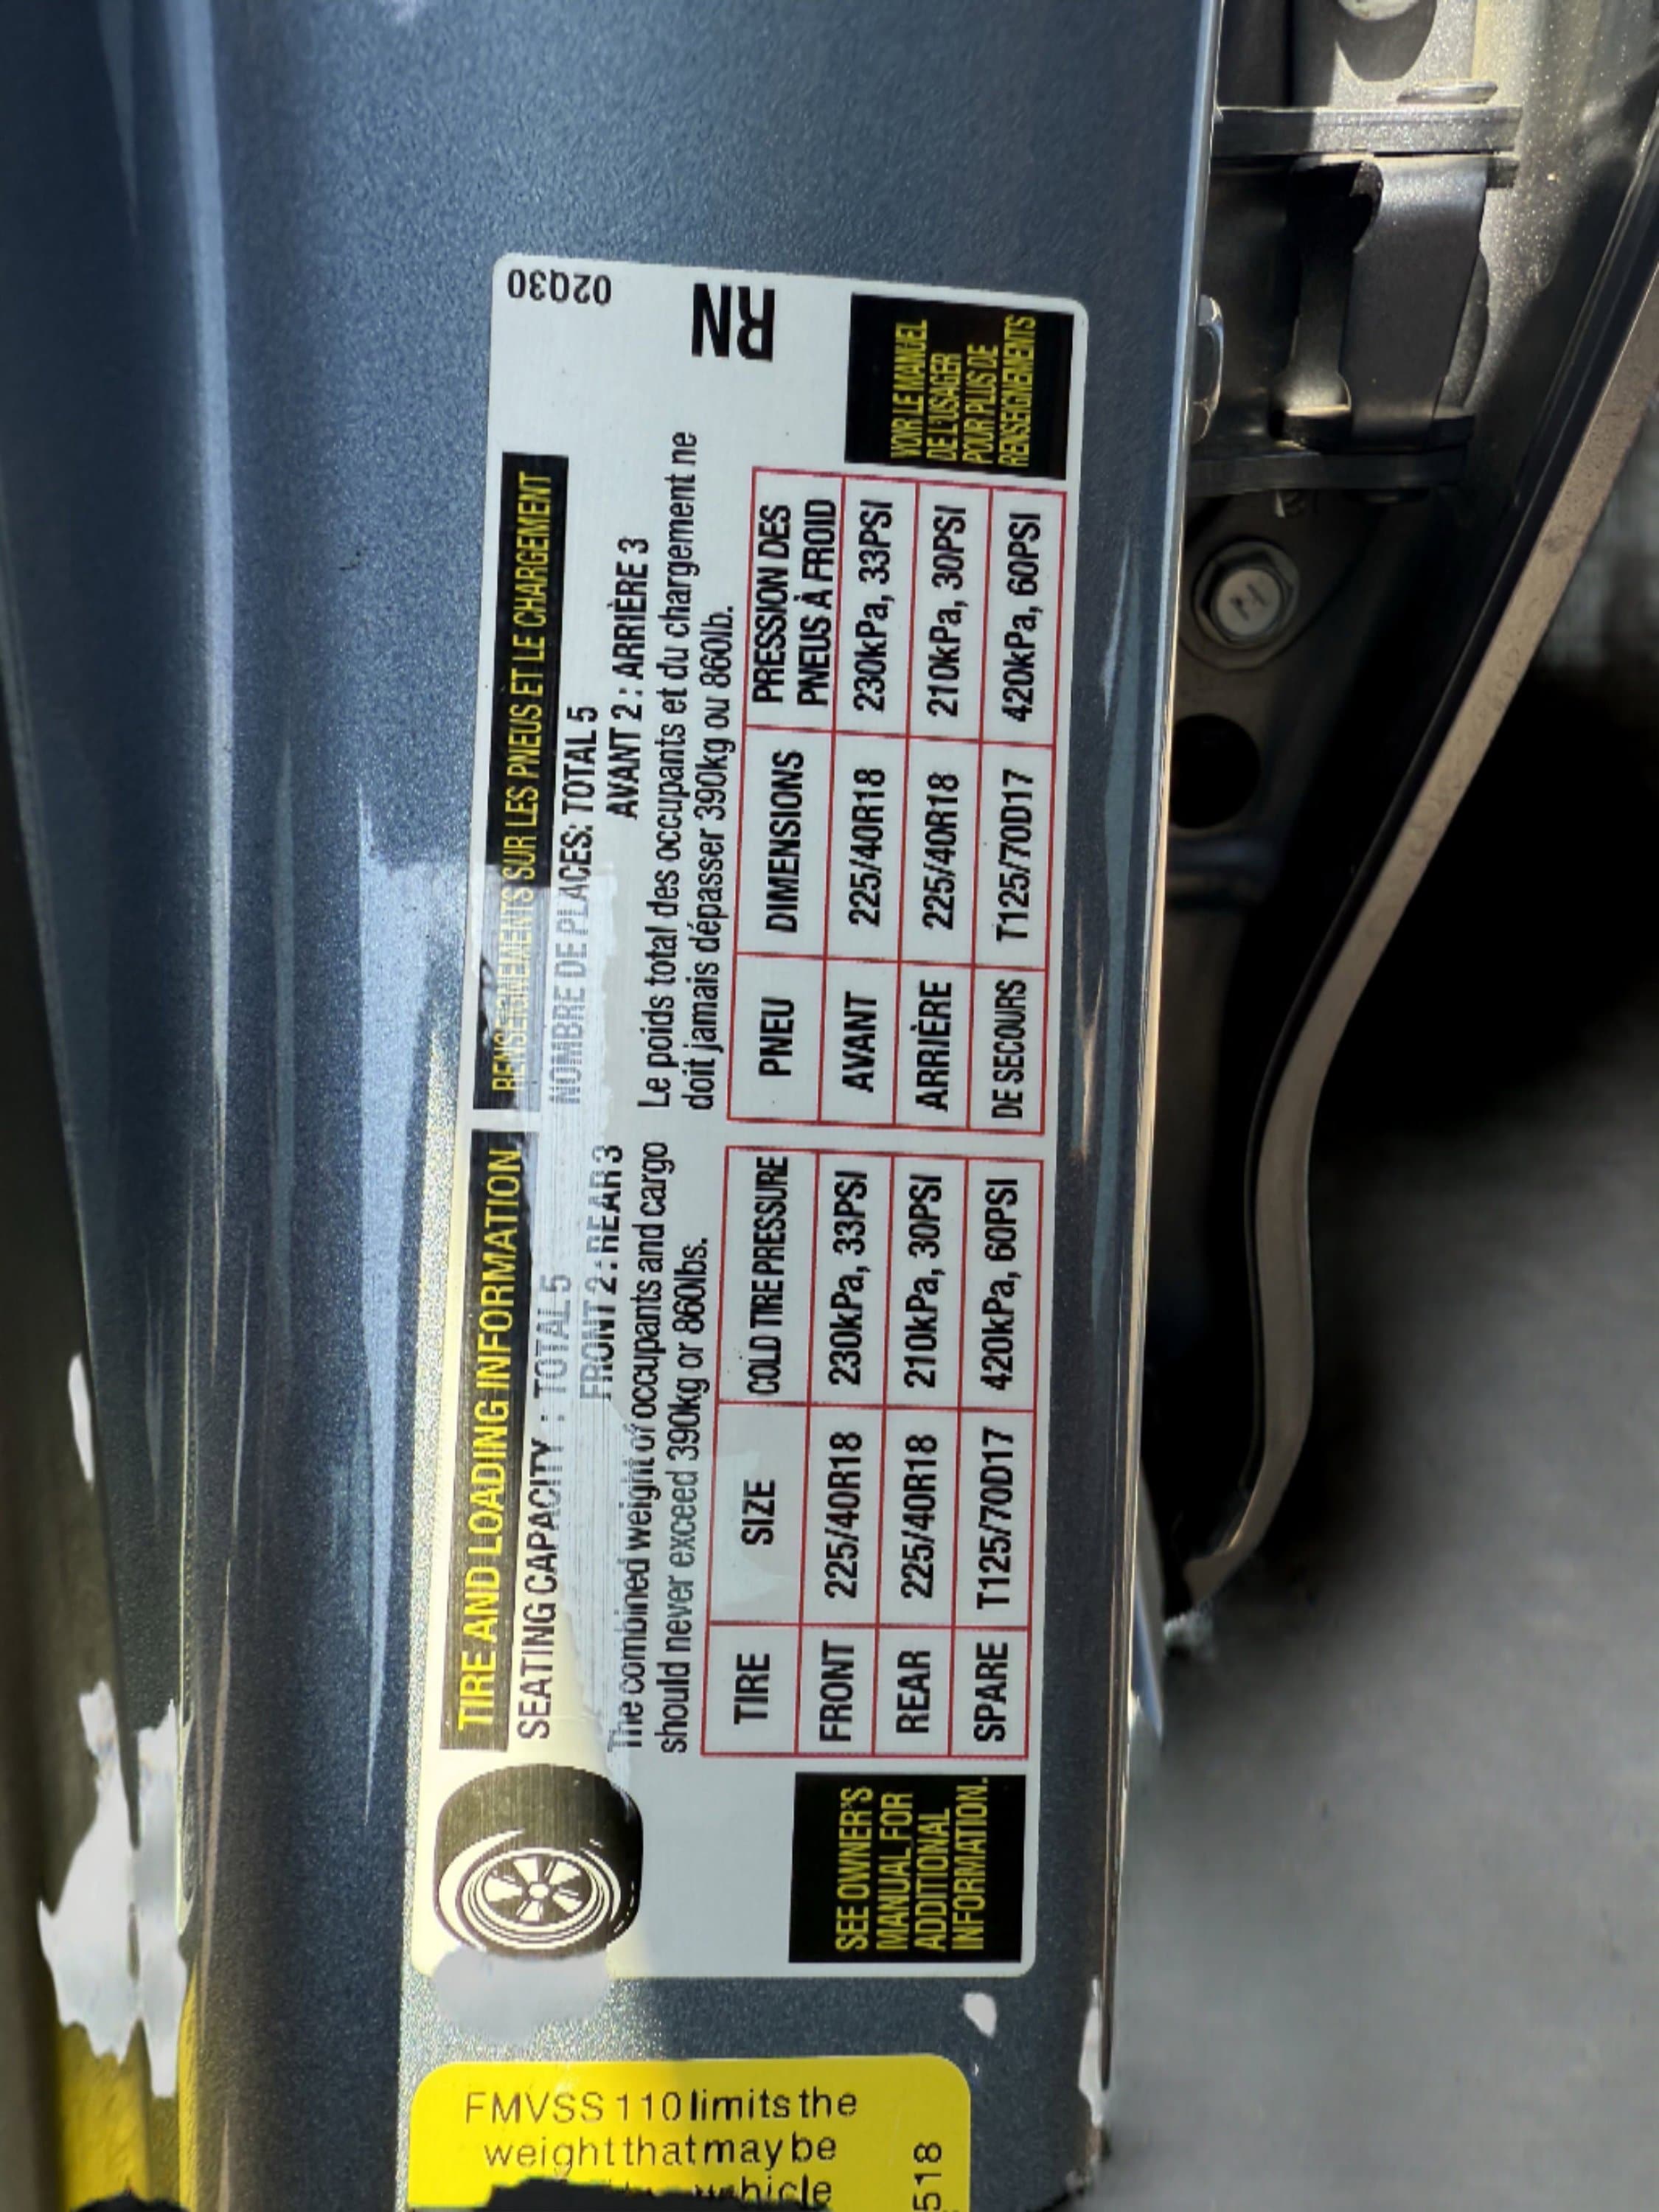 TIRE AND LOADING INFORMATION
SEATING CAPACITY : TOTAL 5
FRONT 2 : REAR 3
The combined weight of occupants and cargo
should never exceed 390kg or 860lbs.
TIRE SIZE COLD TIRE PRESSURE
FRONT 225/40R18 230kPa, 33PSI
REAR 225/40R18 210kPa, 30PSI
SPARE T125/70D17 420kPa, 60PSI
SEE OWNER'S
MANUAL FOR
ADDITIONAL
INFORMATION.
RENSEIGNEMENTS SUR LES PNEUS ET LE CHARGEMENT
NOMBRE DE PLACES: TOTAL 5
AVANT 2 : ARRIÈRE 3
Le poids total des occupants et du chargement ne
doit jamais dépasser 390kg ou 860lb.
PNEU DIMENSIONS PRESSION DES
PNEUS À FROID
AVANT 225/40R18 230kPa, 33PSI
ARRIÈRE 225/40R18 210kPa, 30PSI
DE SECOURS T125/70D17 420kPa, 60PSI
VOIR LE MANUEL
DE L'USAGER
POUR PLUS DE
RENSEIGNEMENTS
02Q30
RN
FMVSS 110 limits the
weight that may be
vehicle
518